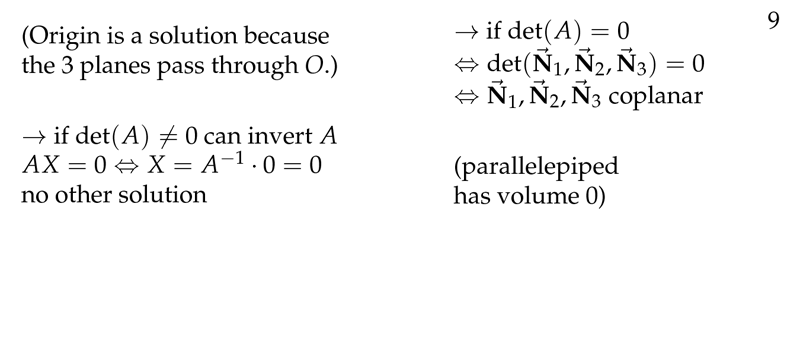 (Origin is a solution because
the 3 planes pass through O.)
→ if det(A) ≠ 0 can invert A
AX = 0 ⇔ X = A⁻¹ · 0 = 0
no other solution
9
→ if det(A) = 0
⇔ det(N⃗₁, N⃗₂, N⃗₃) = 0
⇔ N⃗₁, N⃗₂, N⃗₃ coplanar
(parallelepiped
has volume 0)